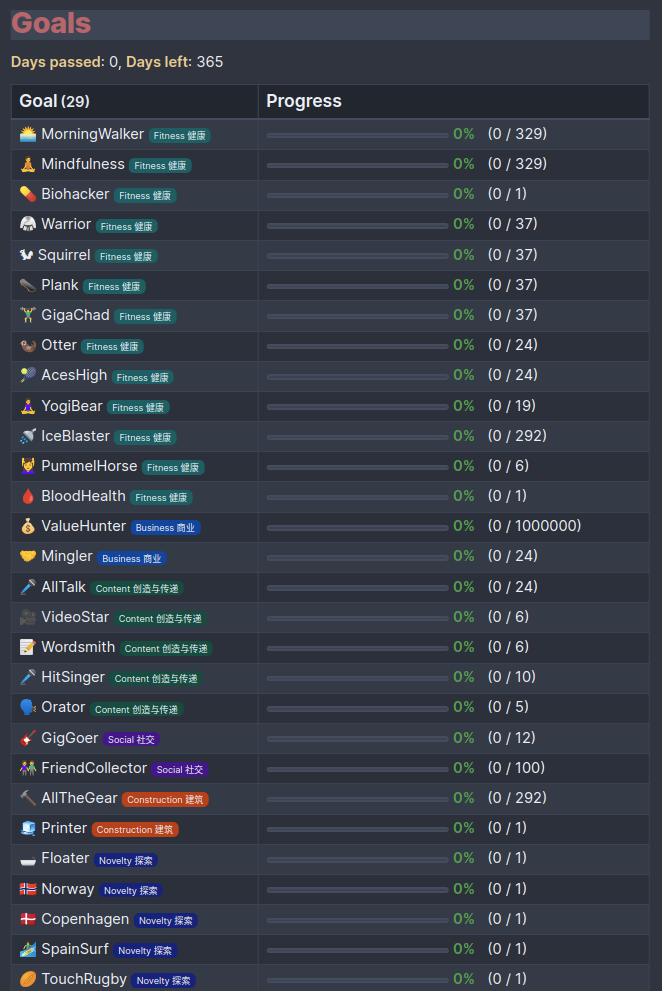 Goals
Days passed: 0, Days left: 365
Goal (29) Progress
MorningWalker Fitness 健康 0% (0 / 329)
Mindfulness Fitness 健康 0% (0 / 329)
Biohacker Fitness 健康 0% (0 / 1)
Warrior Fitness 健康 0% (0 / 37)
Squirrel Fitness 健康 0% (0 / 37)
Plank Fitness 健康 0% (0 / 37)
GigaChad Fitness 健康 0% (0 / 37)
Otter Fitness 健康 0% (0 / 24)
AcesHigh Fitness 健康 0% (0 / 24)
YogiBear Fitness 健康 0% (0 / 19)
IceBlaster Fitness 健康 0% (0 / 292)
PummelHorse Fitness 健康 0% (0 / 6)
BloodHealth Fitness 健康 0% (0 / 1)
ValueHunter Business 商业 0% (0 / 1000000)
Mingler Business 商业 0% (0 / 24)
AllTalk Content 创造与传递 0% (0 / 24)
VideoStar Content 创造与传递 0% (0 / 6)
Wordsmith Content 创造与传递 0% (0 / 6)
HitSinger Content 创造与传递 0% (0 / 10)
Orator Content 创造与传递 0% (0 / 5)
GigGoer Social 社交 0% (0 / 12)
FriendCollector Social 社交 0% (0 / 100)
AllTheGear Construction 建筑 0% (0 / 292)
Printer Construction 建筑 0% (0 / 1)
Floater Novelty 探索 0% (0 / 1)
Norway Novelty 探索 0% (0 / 1)
Copenhagen Novelty 探索 0% (0 / 1)
SpainSurf Novelty 探索 0% (0 / 1)
TouchRugby Novelty 探索 0% (0 / 1)